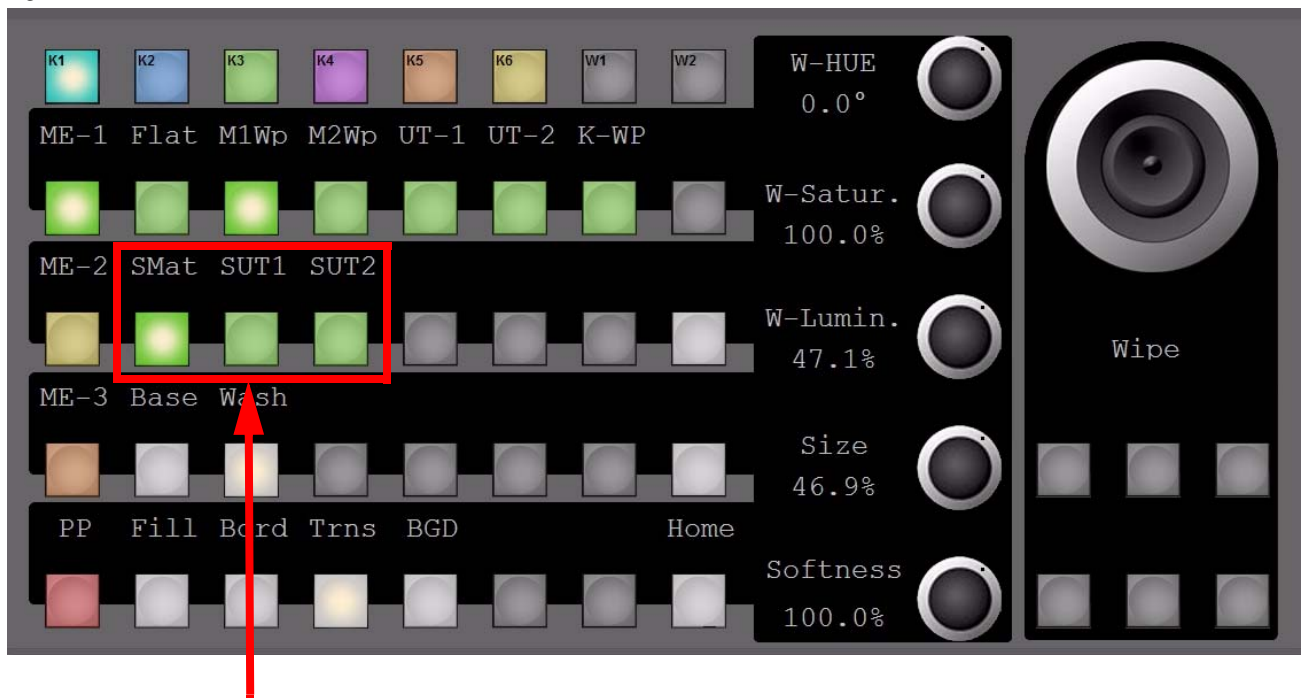 K1 K2 K3 K4 K5 K6 W1 W2
W-HUE
0.0°
ME-1 Flat M1Wp M2Wp UT-1 UT-2 K-WP
W-Satur.
100.0%
ME-2 SMat SUT1 SUT2
W-Lumin.
47.1%
Wipe
ME-3 Base Wash
Size
46.9%
PP Fill Bord Trns BGD Home
Softness
100.0%